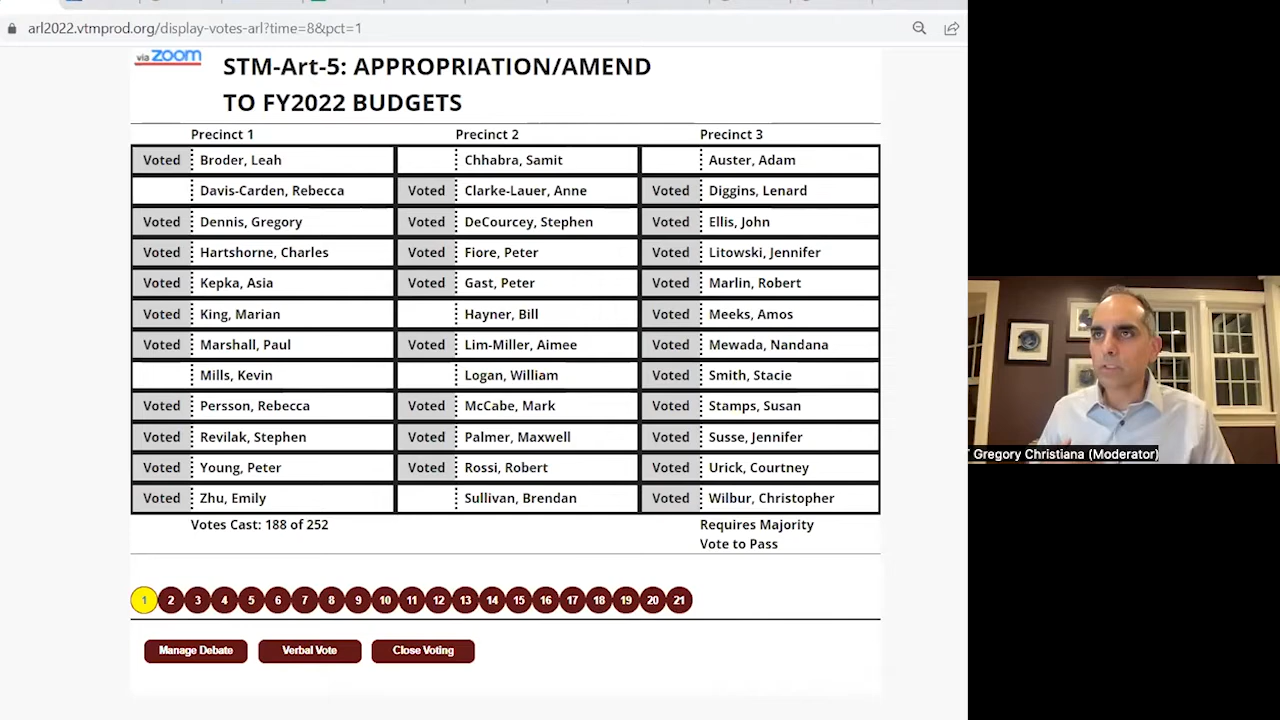 arl2022.vtmprod.org/display-votes-arl?time=8&pct=1
via zoom
STM-Art-5: APPROPRIATION/AMEND
TO FY2022 BUDGETS
Precinct 1 Precinct 2 Precinct 3
Voted Broder, Leah Chhabra, Samit Auster, Adam
Davis-Carden, Rebecca Voted Clarke-Lauer, Anne Voted Diggins, Lenard
Voted Dennis, Gregory Voted DeCourcey, Stephen Voted Ellis, John
Voted Hartshorne, Charles Voted Fiore, Peter Voted Litowski, Jennifer
Voted Kepka, Asia Voted Gast, Peter Voted Marlin, Robert
Voted King, Marian Hayner, Bill Voted Meeks, Amos
Voted Marshall, Paul Voted Lim-Miller, Aimee Voted Mewada, Nandana
Mills, Kevin Logan, William Voted Smith, Stacie
Voted Persson, Rebecca Voted McCabe, Mark Voted Stamps, Susan
Voted Revilak, Stephen Voted Palmer, Maxwell Voted Susse, Jennifer
Voted Young, Peter Voted Rossi, Robert Voted Urick, Courtney
Voted Zhu, Emily Sullivan, Brendan Voted Wilbur, Christopher
Votes Cast: 188 of 252 Requires Majority
Vote to Pass
1 2 3 4 5 6 7 8 9 10 11 12 13 14 15 16 17 18 19 20 21
Manage Debate Verbal Vote Close Voting
Gregory Christiana (Moderator)